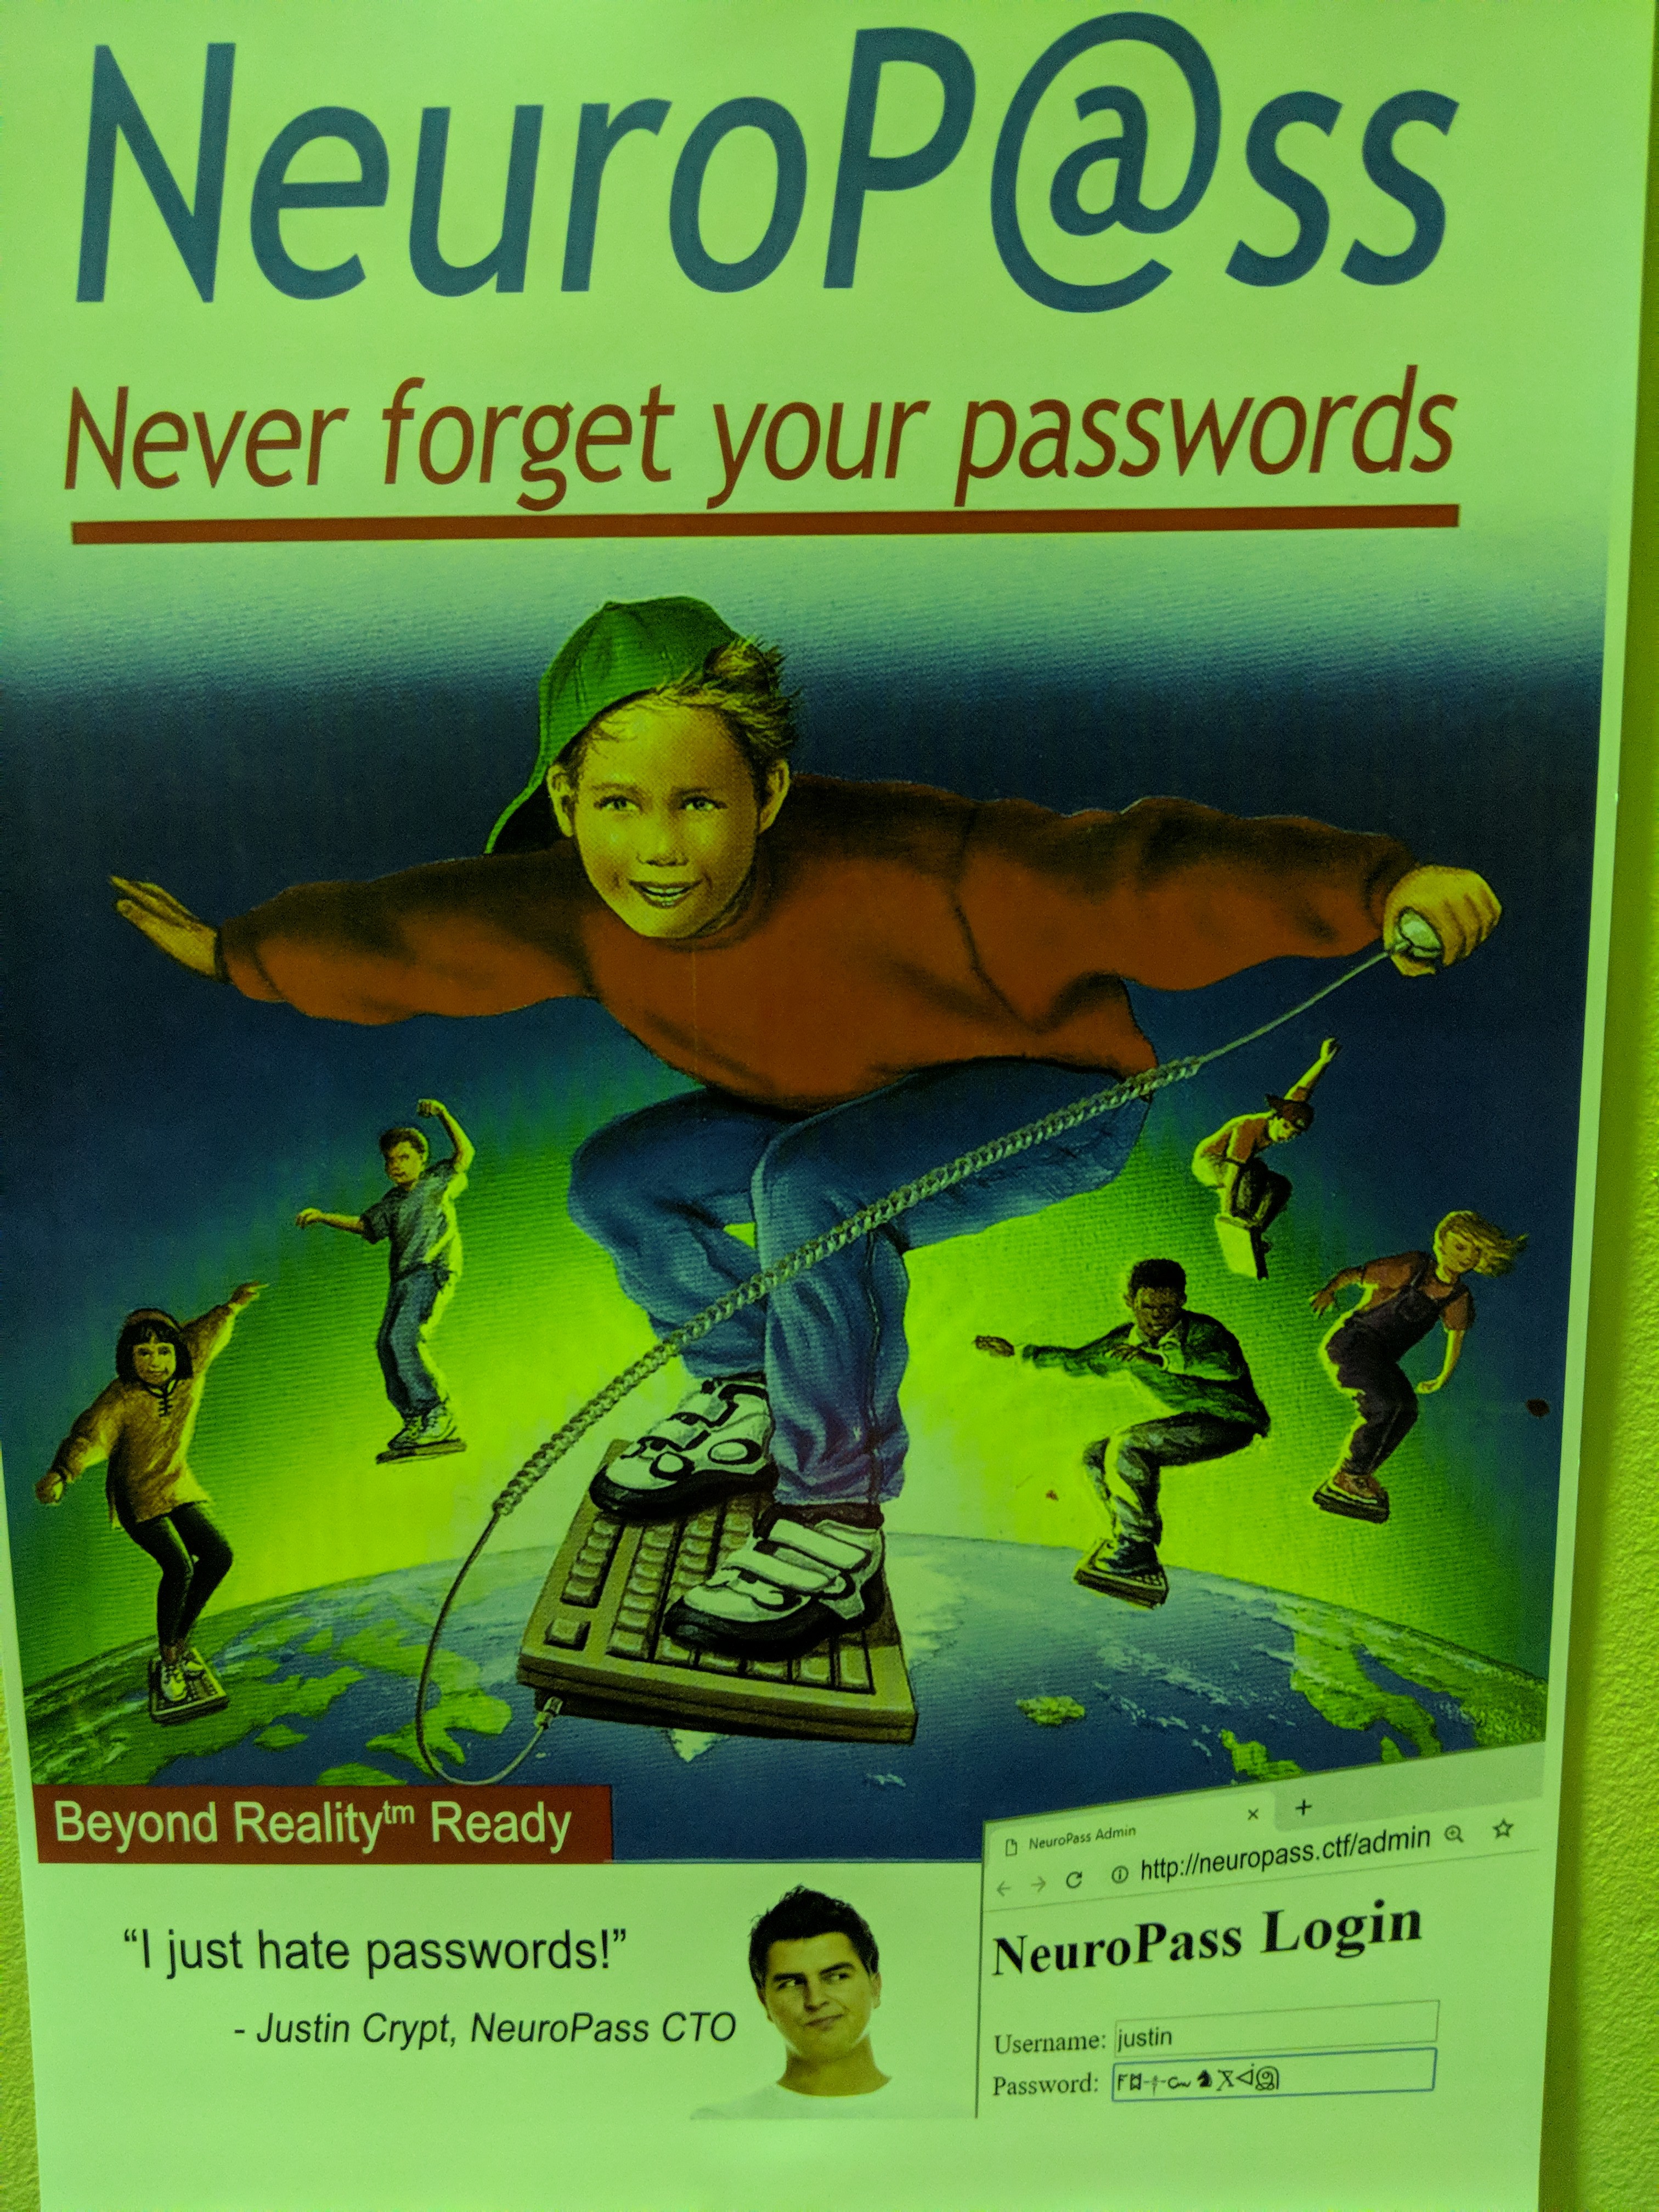 NeuroP@ss
Never forget your passwords
Beyond Reality™ Ready
“I just hate passwords!”
- Justin Crypt, NeuroPass CTO
NeuroPass Admin
http://neuropass.ctf/admin
NeuroPass Login
Username: justin
Password: